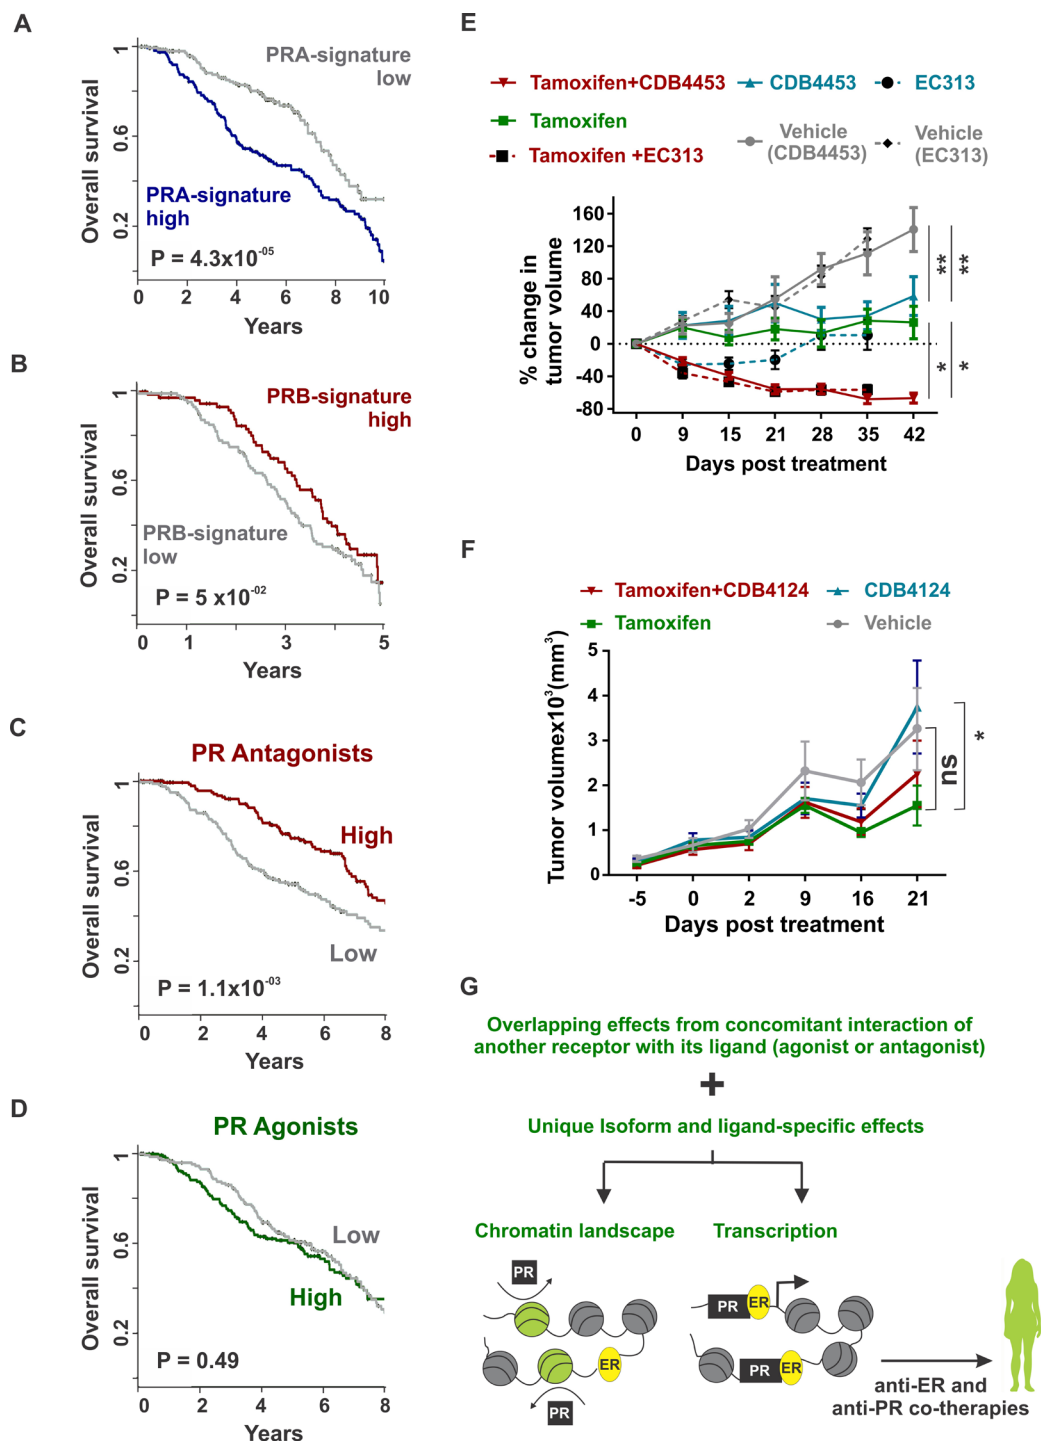 A
Overall survival
1
0.6
0.2
PRA-signature
low
PRA-signature
high
P = 4.3x10-05
0 2 4 6 8 10
Years
B
Overall survival
1
0.6
0.2
PRB-signature
high
PRB-signature
low
P = 5 x10-02
0 1 3 5
Years
C
PR Antagonists
Overall survival
1
0.6
0.2
High
Low
P = 1.1x10-03
0 2 4 6 8
Years
D
PR Agonists
Overall survival
1
0.6
0.2
Low
High
P = 0.49
0 2 4 6 8
Years
E
Tamoxifen+CDB4453 CDB4453 EC313
Tamoxifen Vehicle (CDB4453) Vehicle (EC313)
Tamoxifen +EC313
% change in
tumor volume
160
120
80
40
0
-40
-80
** **
* *
0 9 15 21 28 35 42
Days post treatment
F
Tamoxifen+CDB4124 CDB4124
Tamoxifen Vehicle
Tumor volumex10³(mm³)
5
4
3
2
1
0
ns
*
-5 0 2 9 16 21
Days post treatment
G
Overlapping effects from concomitant interaction of
another receptor with its ligand (agonist or antagonist)
+
Unique Isoform and ligand-specific effects
Chromatin landscape Transcription
PR
ER
PR
PR ER
PR ER
anti-ER and
anti-PR co-therapies